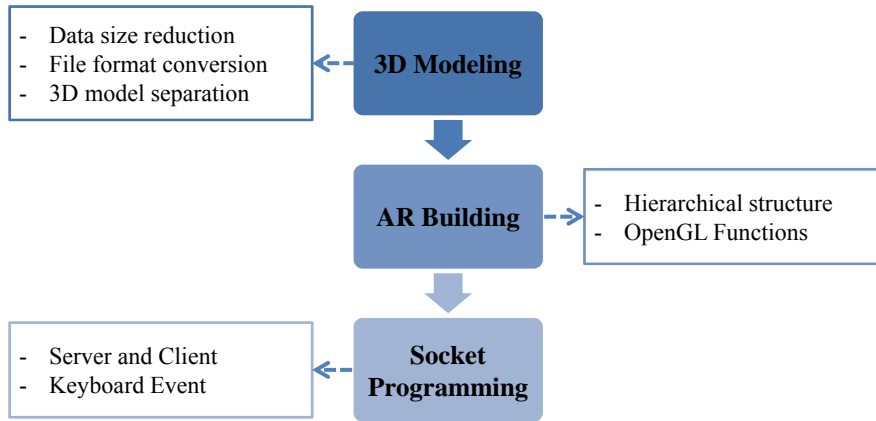 - Data size reduction
- File format conversion
- 3D model separation
3D Modeling
AR Building
- Hierarchical structure
- OpenGL Functions
- Server and Client
- Keyboard Event
Socket
Programming